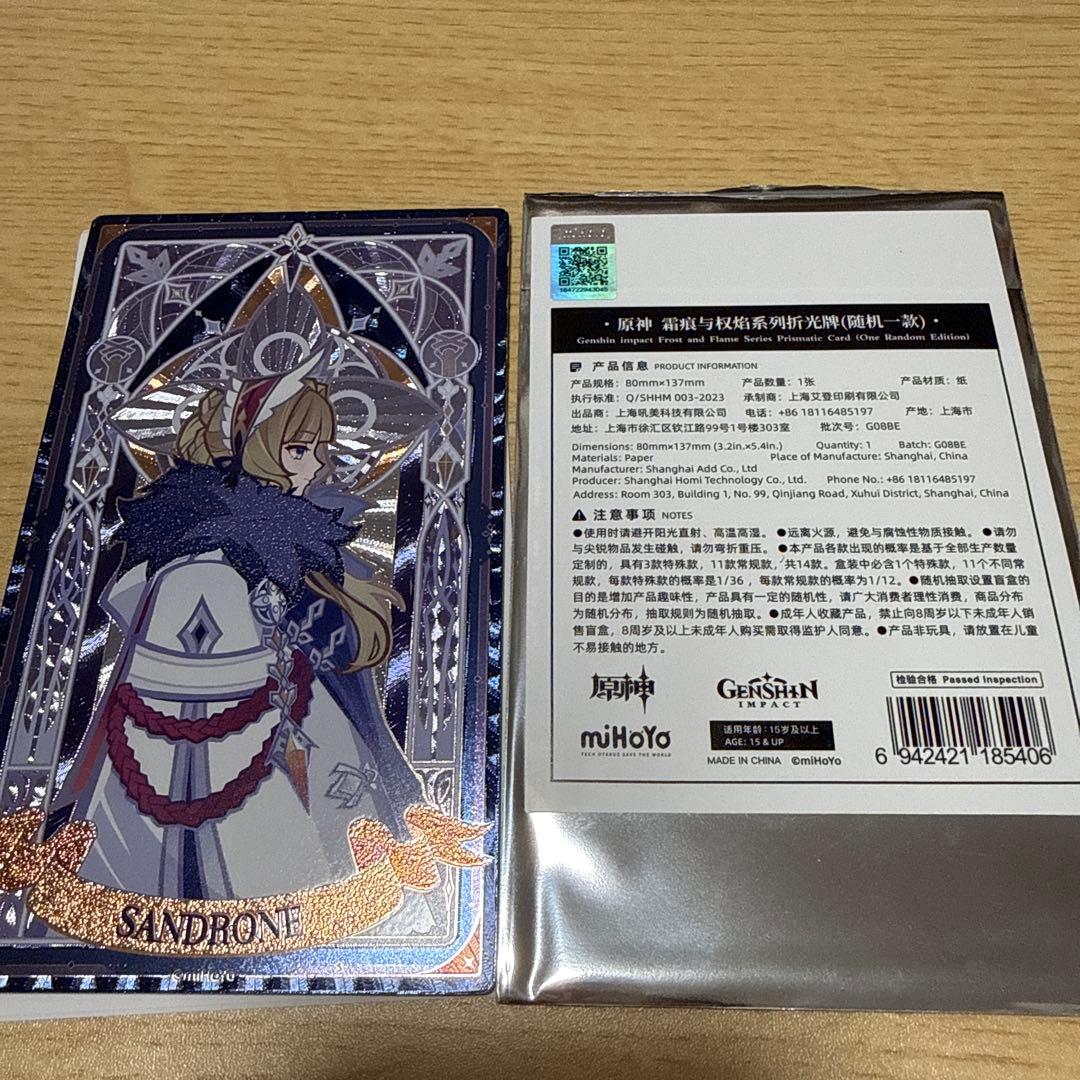 SANDRONE
©miHoYo
184722943045
·原神 霜痕与权焰系列折光牌(随机一款)·
Genshin impact Frost and Flame Series Prismatic Card (One Random Edition)
产品信息 PRODUCT INFORMATION
产品规格：80mm×137mm 产品数量：1张 产品材质：纸
执行标准：Q/SHHM 003-2023 承制商：上海艾登印刷有限公司
出品商：上海吼美科技有限公司 电话：+86 18116485197 产地：上海市
地址：上海市徐汇区钦江路99号1号楼303室 批次号：G08BE
Dimensions: 80mm×137mm (3.2in.×5.4in.) Quantity: 1 Batch: G08BE
Materials: Paper Place of Manufacture: Shanghai, China
Manufacturer: Shanghai Add Co., Ltd
Producer: Shanghai Homi Technology Co., Ltd. Phone No.: +86 18116485197
Address: Room 303, Building 1, No. 99, Qinjiang Road, Xuhui District, Shanghai, China
注意事项 NOTES
●使用时请避开阳光直射、高温高湿。 ●远离火源，避免与腐蚀性物质接触。 ●请勿
与尖锐物品发生碰触，请勿弯折重压。 ●本产品各款出现的概率是基于全部生产数量
定制的，具有3款特殊款，11款常规款，共14款。盒装中必含1个特殊款，11个不同常
规款，每款特殊款的概率是1/36，每款常规款的概率为1/12。 ●随机抽取设置盲盒的
目的是增加产品趣味性，产品具有一定的随机性，请广大消费者理性消费，商品分布
为随机分布，抽取规则为随机抽取。 ●成年人收藏产品，禁止向8周岁以下未成年人销
售盲盒，8周岁及以上未成年人购买需取得监护人同意。 ●产品非玩具，请放置在儿童
不易接触的地方。
检验合格 Passed Inspection
原神
GENSHIN
IMPACT
miHoYo
TECH OTAKUS SAVE THE WORLD
适用年龄：15岁及以上
AGE: 15 & UP
MADE IN CHINA ©miHoYo
6 942421 185406